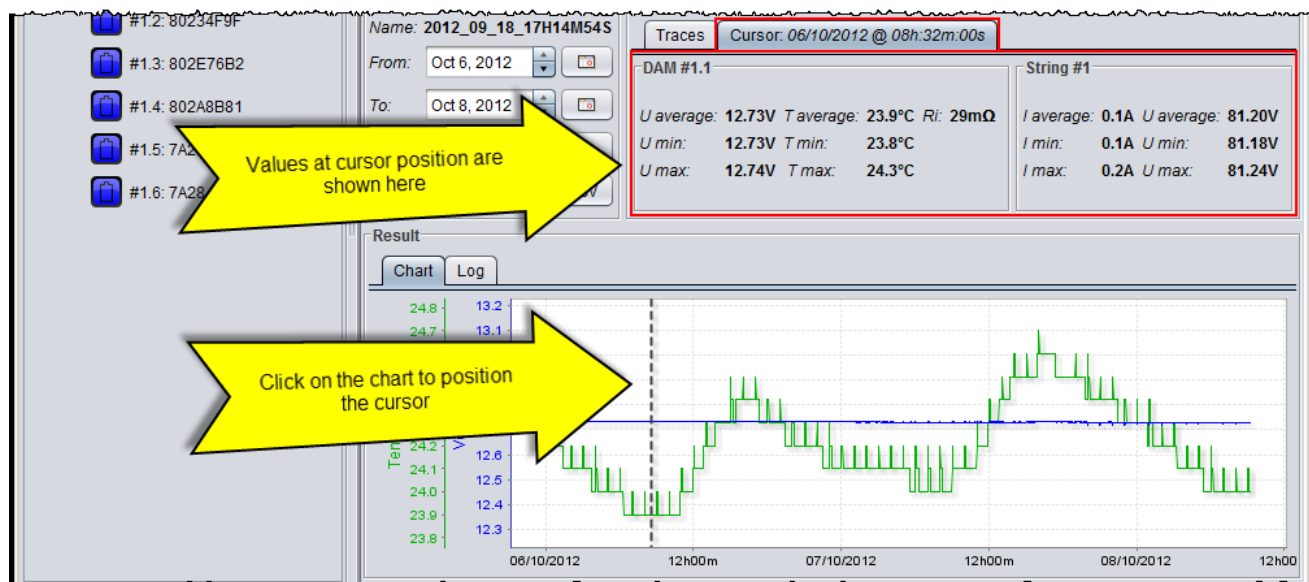 #1.2: 80234F9F
#1.3: 802E76B2
#1.4: 802A8B81
#1.5: 7A2
#1.6: 7A28
Name: 2012_09_18_17H14M54S
From: Oct 6, 2012
To: Oct 8, 2012
Traces
Cursor: 06/10/2012 @ 08h:32m:00s
DAM #1.1
U average: 12.73V T average: 23.9°C Ri: 29mΩ
U min: 12.73V T min: 23.8°C
U max: 12.74V T max: 24.3°C
String #1
I average: 0.1A U average: 81.20V
I min: 0.1A U min: 81.18V
I max: 0.2A U max: 81.24V
Values at cursor position are
shown here
Result
Chart
Log
Click on the chart to position
the cursor
24.8
24.7
24.2
24.1
24.0
23.9
23.8
Tem
13.2
13.1
12.6
12.5
12.4
12.3
V
06/10/2012
12h00m
07/10/2012
12h00m
08/10/2012
12h00